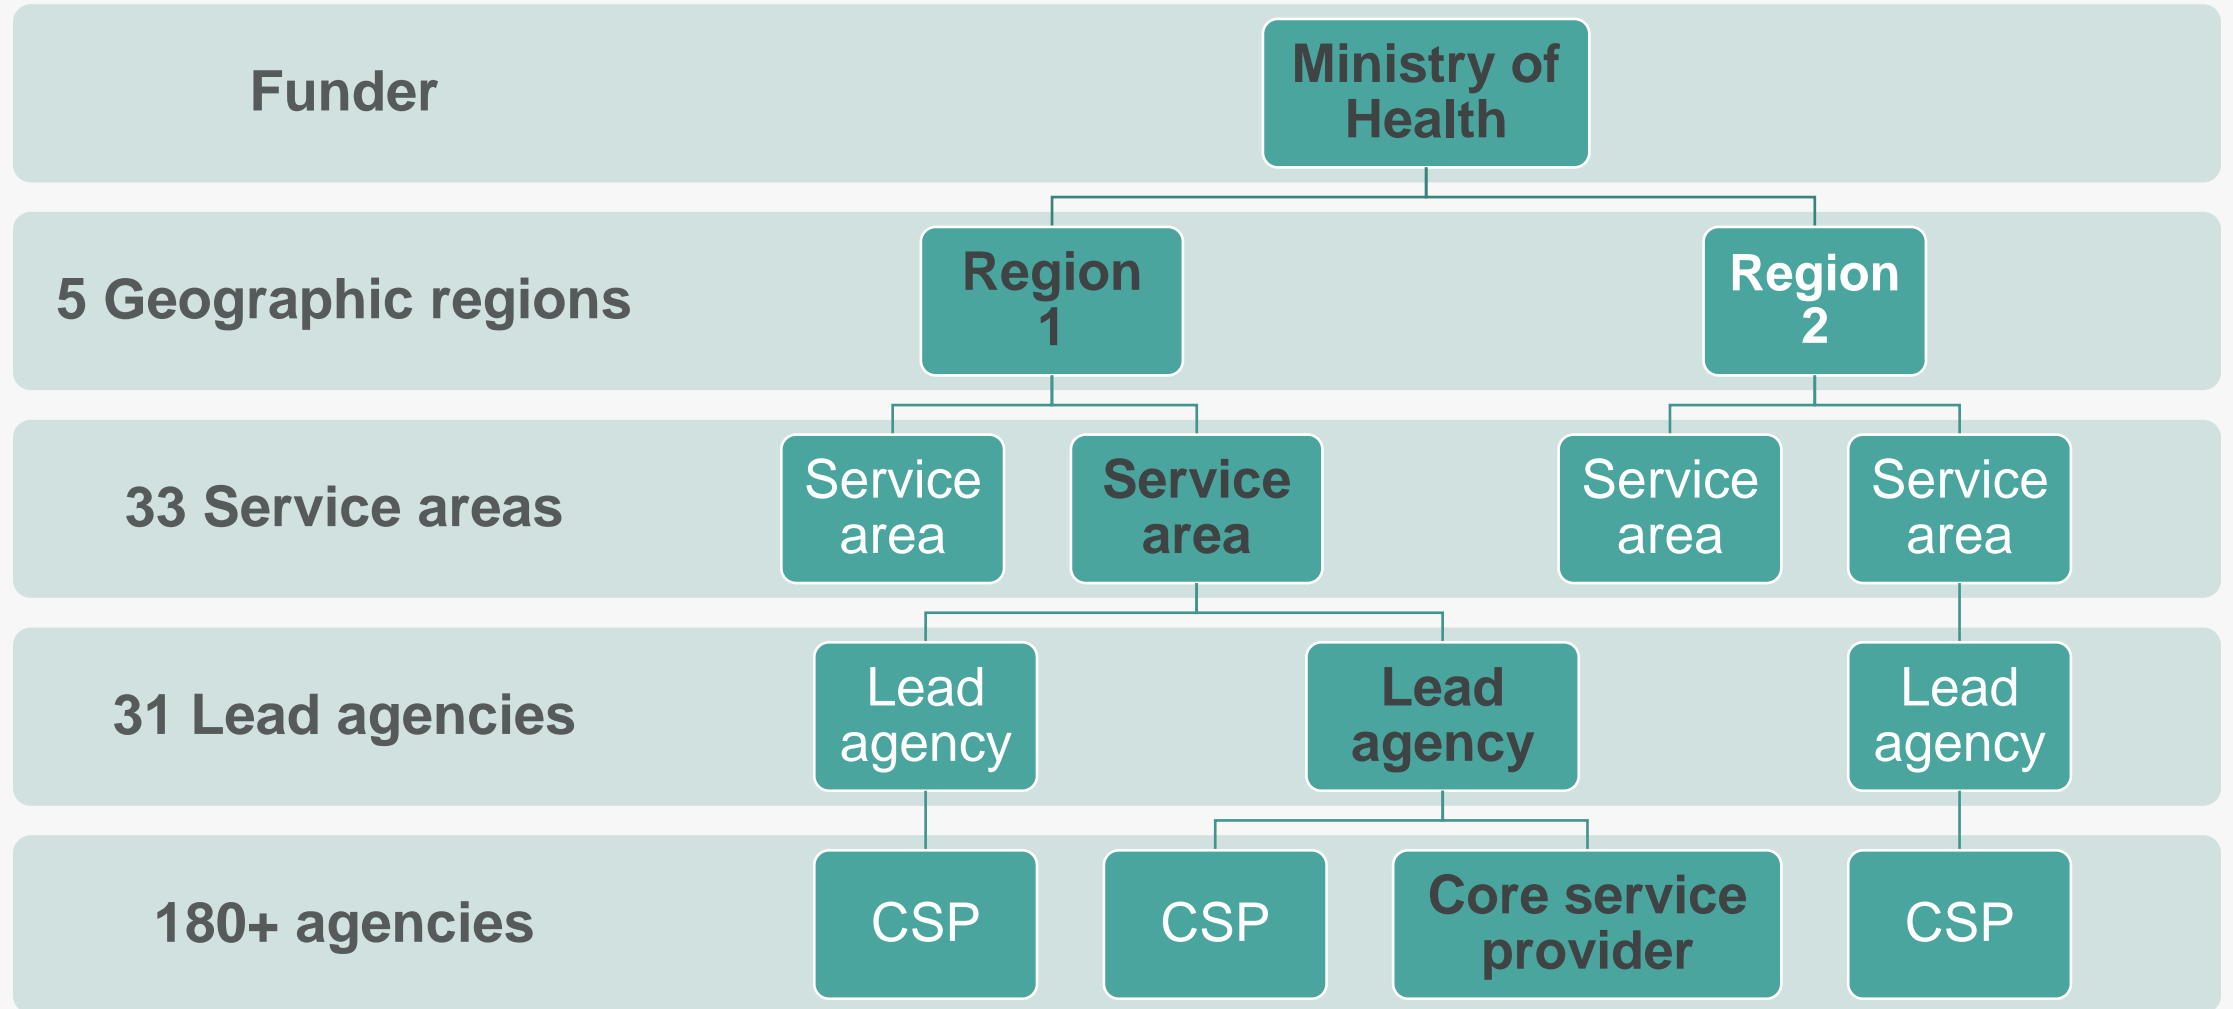 Funder
Ministry of
Health
5 Geographic regions
Region
1
Region
2
33 Service areas
Service
area
Service
area
Service
area
Service
area
31 Lead agencies
Lead
agency
Lead
agency
Lead
agency
180+ agencies
CSP
CSP
Core service
provider
CSP